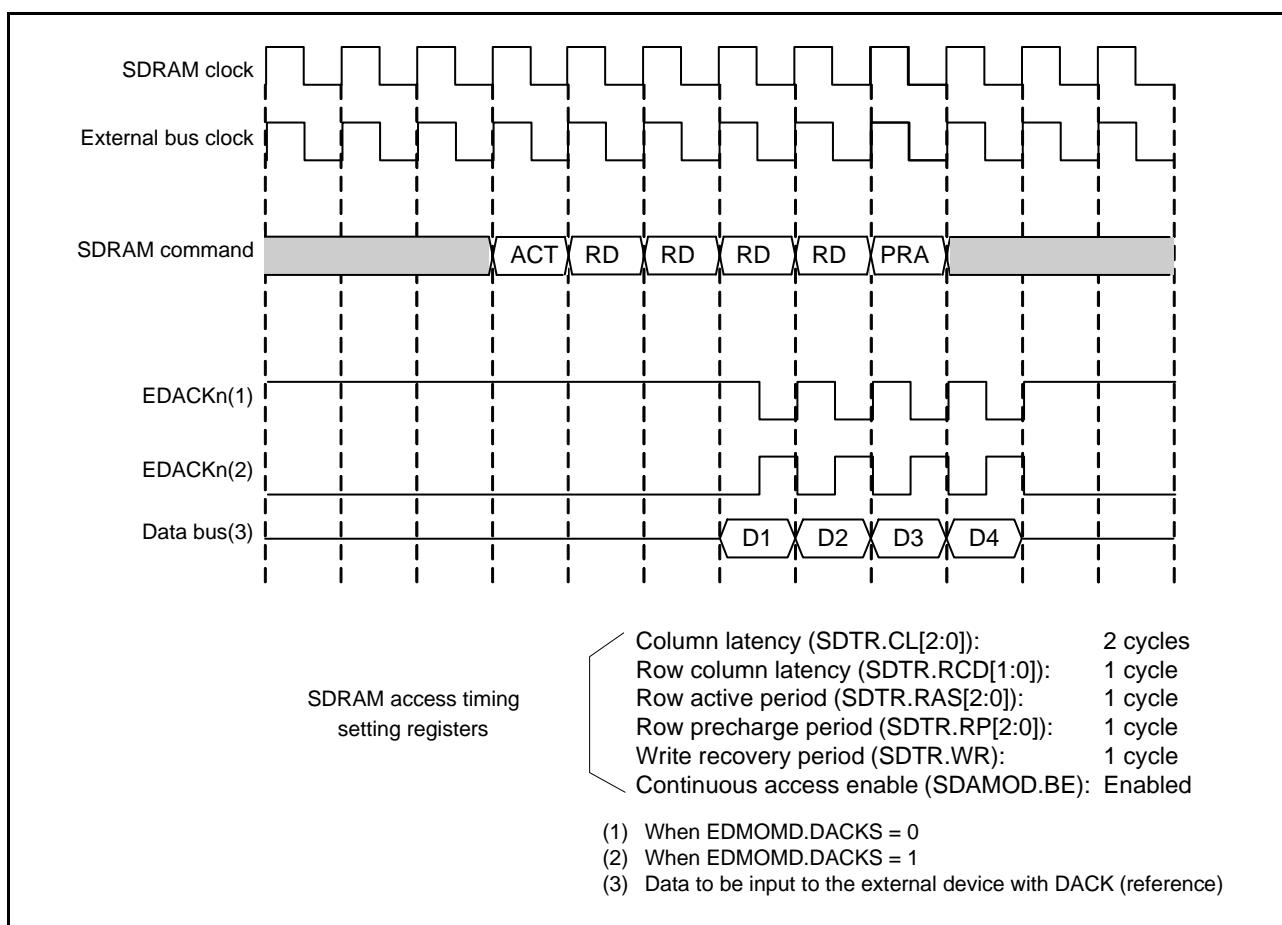 SDRAM clock
External bus clock
SDRAM command
ACT RD RD RD RD PRA
EDACKn(1)
EDACKn(2)
Data bus(3)
D1 D2 D3 D4
SDRAM access timing
setting registers
Column latency (SDTR.CL[2:0]): 2 cycles
Row column latency (SDTR.RCD[1:0]): 1 cycle
Row active period (SDTR.RAS[2:0]): 1 cycle
Row precharge period (SDTR.RP[2:0]): 1 cycle
Write recovery period (SDTR.WR): 1 cycle
Continuous access enable (SDAMOD.BE): Enabled
(1) When EDMOMD.DACKS = 0
(2) When EDMOMD.DACKS = 1
(3) Data to be input to the external device with DACK (reference)